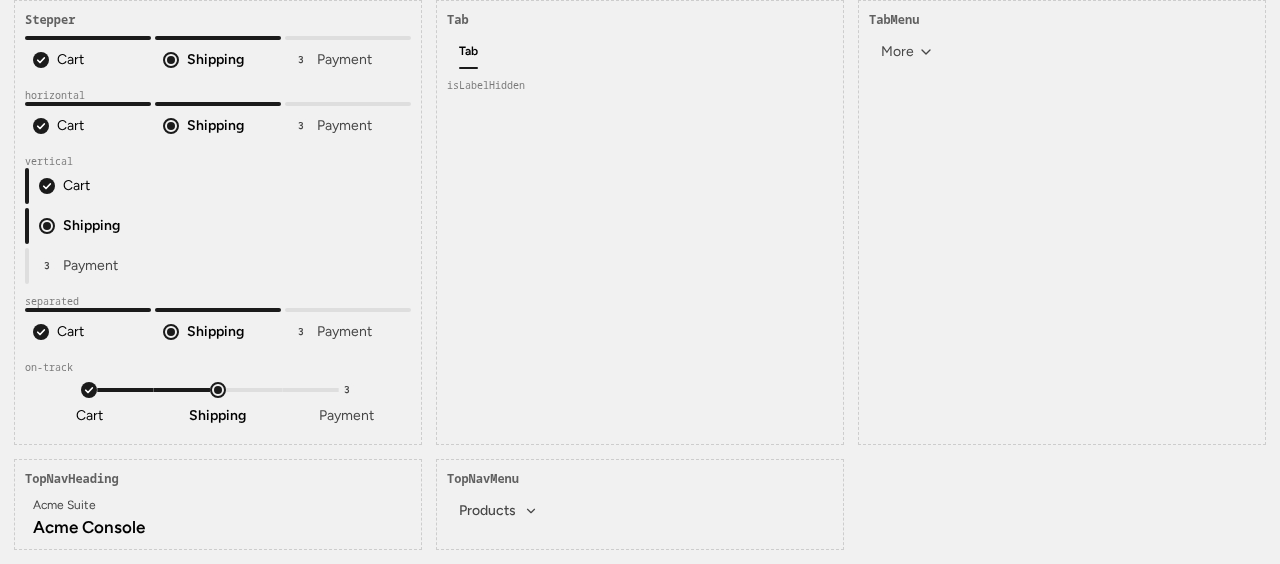 Stepper
Cart Shipping 3 Payment
horizontal
Cart Shipping 3 Payment
vertical
Cart
Shipping
3 Payment
separated
Cart Shipping 3 Payment
on-track
3
Cart Shipping Payment
Tab
Tab
isLabelHidden
TabMenu
More
TopNavHeading
Acme Suite
Acme Console
TopNavMenu
Products